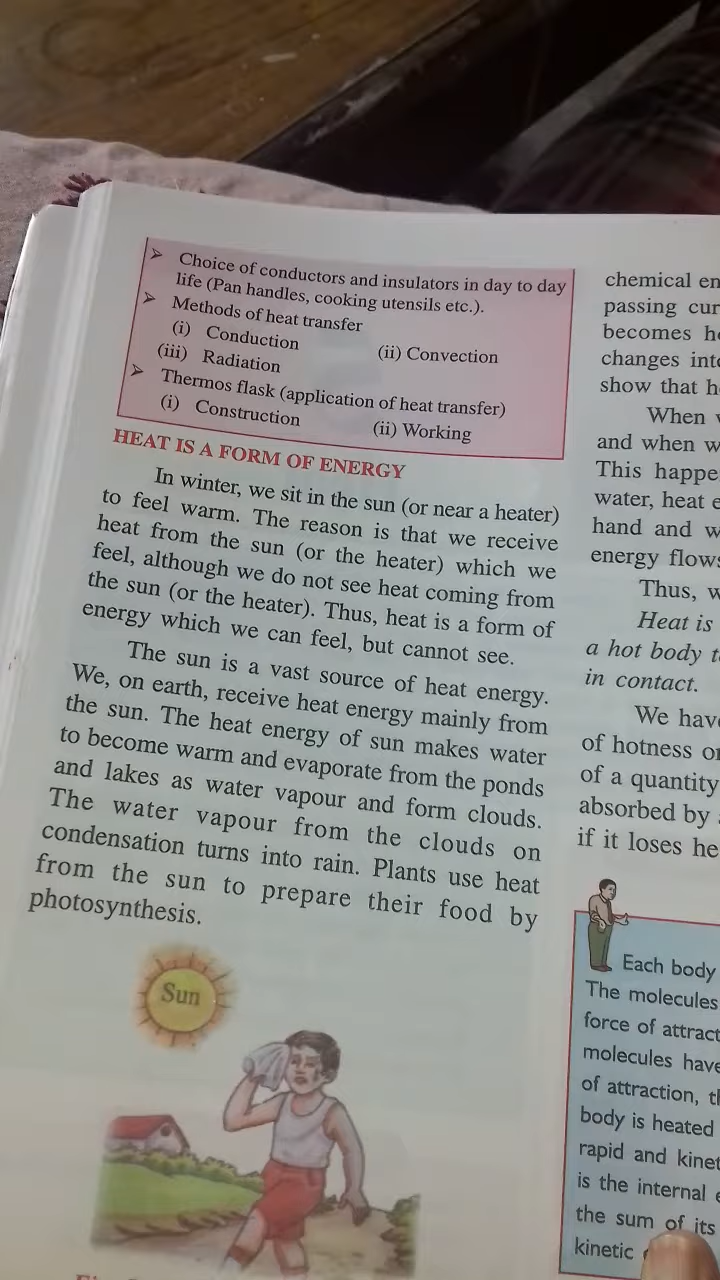 ➤ Choice of conductors and insulators in day to day
life (Pan handles, cooking utensils etc.).
➤ Methods of heat transfer
(i) Conduction (ii) Convection
(iii) Radiation
➤ Thermos flask (application of heat transfer)
(i) Construction (ii) Working
HEAT IS A FORM OF ENERGY
In winter, we sit in the sun (or near a heater)
to feel warm. The reason is that we receive
heat from the sun (or the heater) which we
feel, although we do not see heat coming from
the sun (or the heater). Thus, heat is a form of
energy which we can feel, but cannot see.
The sun is a vast source of heat energy.
We, on earth, receive heat energy mainly from
the sun. The heat energy of sun makes water
to become warm and evaporate from the ponds
and lakes as water vapour and form clouds.
The water vapour from the clouds on
condensation turns into rain. Plants use heat
from the sun to prepare their food by
photosynthesis.
Sun
chemical en
passing cur
becomes
changes
show that h
When
and when w
This happe
water, heat
hand and w
energy flows
Thus,
Heat is
a hot body
in contact.
We hav
of hotness
of a quantity
absorbed by
if it loses he
Each body
The molecules
force of attract
molecules have
of attraction,
body is heated
rapid and kinet
is the internal
the sum of its
kinetic